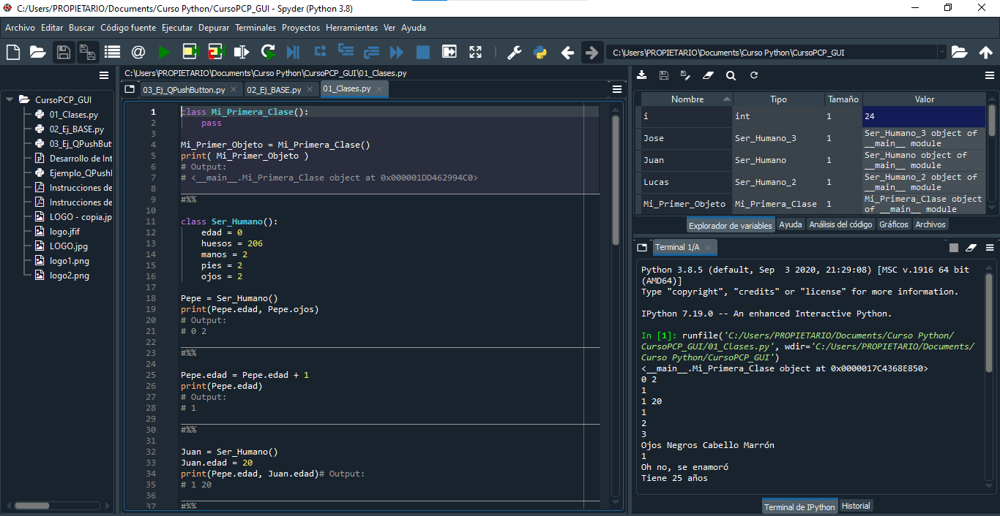 C:/Users/PROPIETARIO/Documents/Curso Python/CursoPCP_GUI - Spyder (Python 3.8)
Archivo Editar Buscar Código fuente Ejecutar Depurar Terminales Proyectos Herramientas Ver Ayuda
C:\Users\PROPIETARIO\Documents\Curso Python\CursoPCP_GUI
CursoPCP_GUI
01_Clases.py
02_Ej_BASE.py
03_Ej_QPushBut
Desarrollo de Int
Ejemplo_QPushI
Instrucciones de
Instrucciones de
LOGO - copia.jp
logo.jfif
LOGO.jpg
logo1.png
logo2.png
C:\Users\PROPIETARIO\Documents\Curso Python\CursoPCP_GUI\01_Clases.py
03_Ej_QPushButton.py 02_Ej_BASE.py 01_Clases.py
1 class Mi_Primera_Clase():
2 pass
3
4 Mi_Primer_Objeto = Mi_Primera_Clase()
5 print( Mi_Primer_Objeto )
6 # Output:
7 # <__main__.Mi_Primera_Clase object at 0x000001DD462994C0>
8
9 #%%
10
11 class Ser_Humano():
12 edad = 0
13 huesos = 206
14 manos = 2
15 pies = 2
16 ojos = 2
17
18 Pepe = Ser_Humano()
19 print(Pepe.edad, Pepe.ojos)
20 # Output:
21 # 0 2
22
23 #%%
24
25 Pepe.edad = Pepe.edad + 1
26 print(Pepe.edad)
27 # Output:
28 # 1
29
30 #%%
31
32 Juan = Ser_Humano()
33 Juan.edad = 20
34 print(Pepe.edad, Juan.edad)# Output:
35 # 1 20
36
37 #%%
Nombre Tipo Tamaño Valor
i int 1 24
Jose Ser_Humano_3 1 Ser_Humano_3 object of
__main__ module
Juan Ser_Humano 1 Ser_Humano object of
__main__ module
Lucas Ser_Humano_2 1 Ser_Humano_2 object of
__main__ module
Mi_Primer_Objeto Mi_Primera_Clase 1 Mi_Primera_Clase object
of __main__ module
Explorador de variables Ayuda Análisis del código Gráficos Archivos
Terminal 1/A
Python 3.8.5 (default, Sep 3 2020, 21:29:08) [MSC v.1916 64 bit
(AMD64)]
Type "copyright", "credits" or "license" for more information.
IPython 7.19.0 -- An enhanced Interactive Python.
In [1]: runfile('C:/Users/PROPIETARIO/Documents/Curso Python/
CursoPCP_GUI/01_Clases.py', wdir='C:/Users/PROPIETARIO/Documents/
Curso Python/CursoPCP_GUI')
<__main__.Mi_Primera_Clase object at 0x0000017C4368E850>
0 2
1
1 20
1
2
3
Ojos Negros Cabello Marrón
1
Oh no, se enamoró
Tiene 25 años
Terminal de IPython Historial